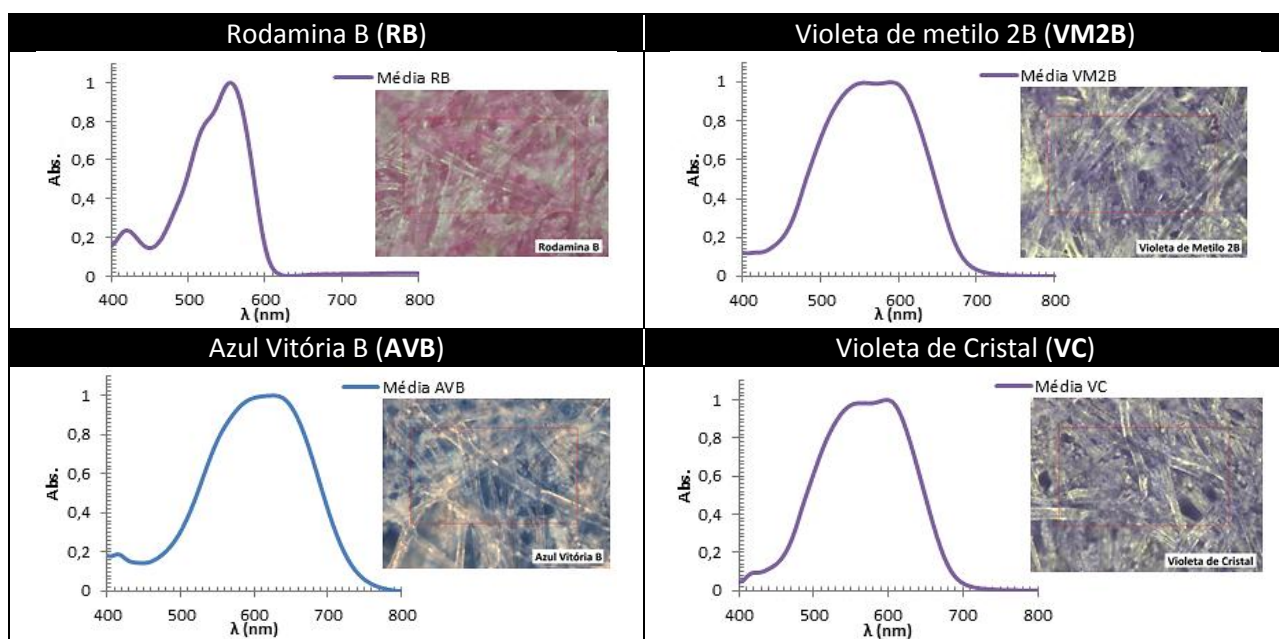 Rodamina B (RB)
Violeta de metilo 2B (VM2B)
Média RB
1
0,8
0,6
0,4
0,2
0
Abs.
400
500
600
700
800
λ (nm)
Rodamina B
Média VM2B
1
0,8
0,6
0,4
0,2
0
Abs.
400
500
600
700
800
λ (nm)
Violeta de Metilo 2B
Azul Vitória B (AVB)
Violeta de Cristal (VC)
Média AVB
1
0,8
0,6
0,4
0,2
0
Abs.
400
500
600
700
800
λ (nm)
Azul Vitória B
Média VC
1
0,8
0,6
0,4
0,2
0
Abs.
400
500
600
700
800
λ (nm)
Violeta de Cristal